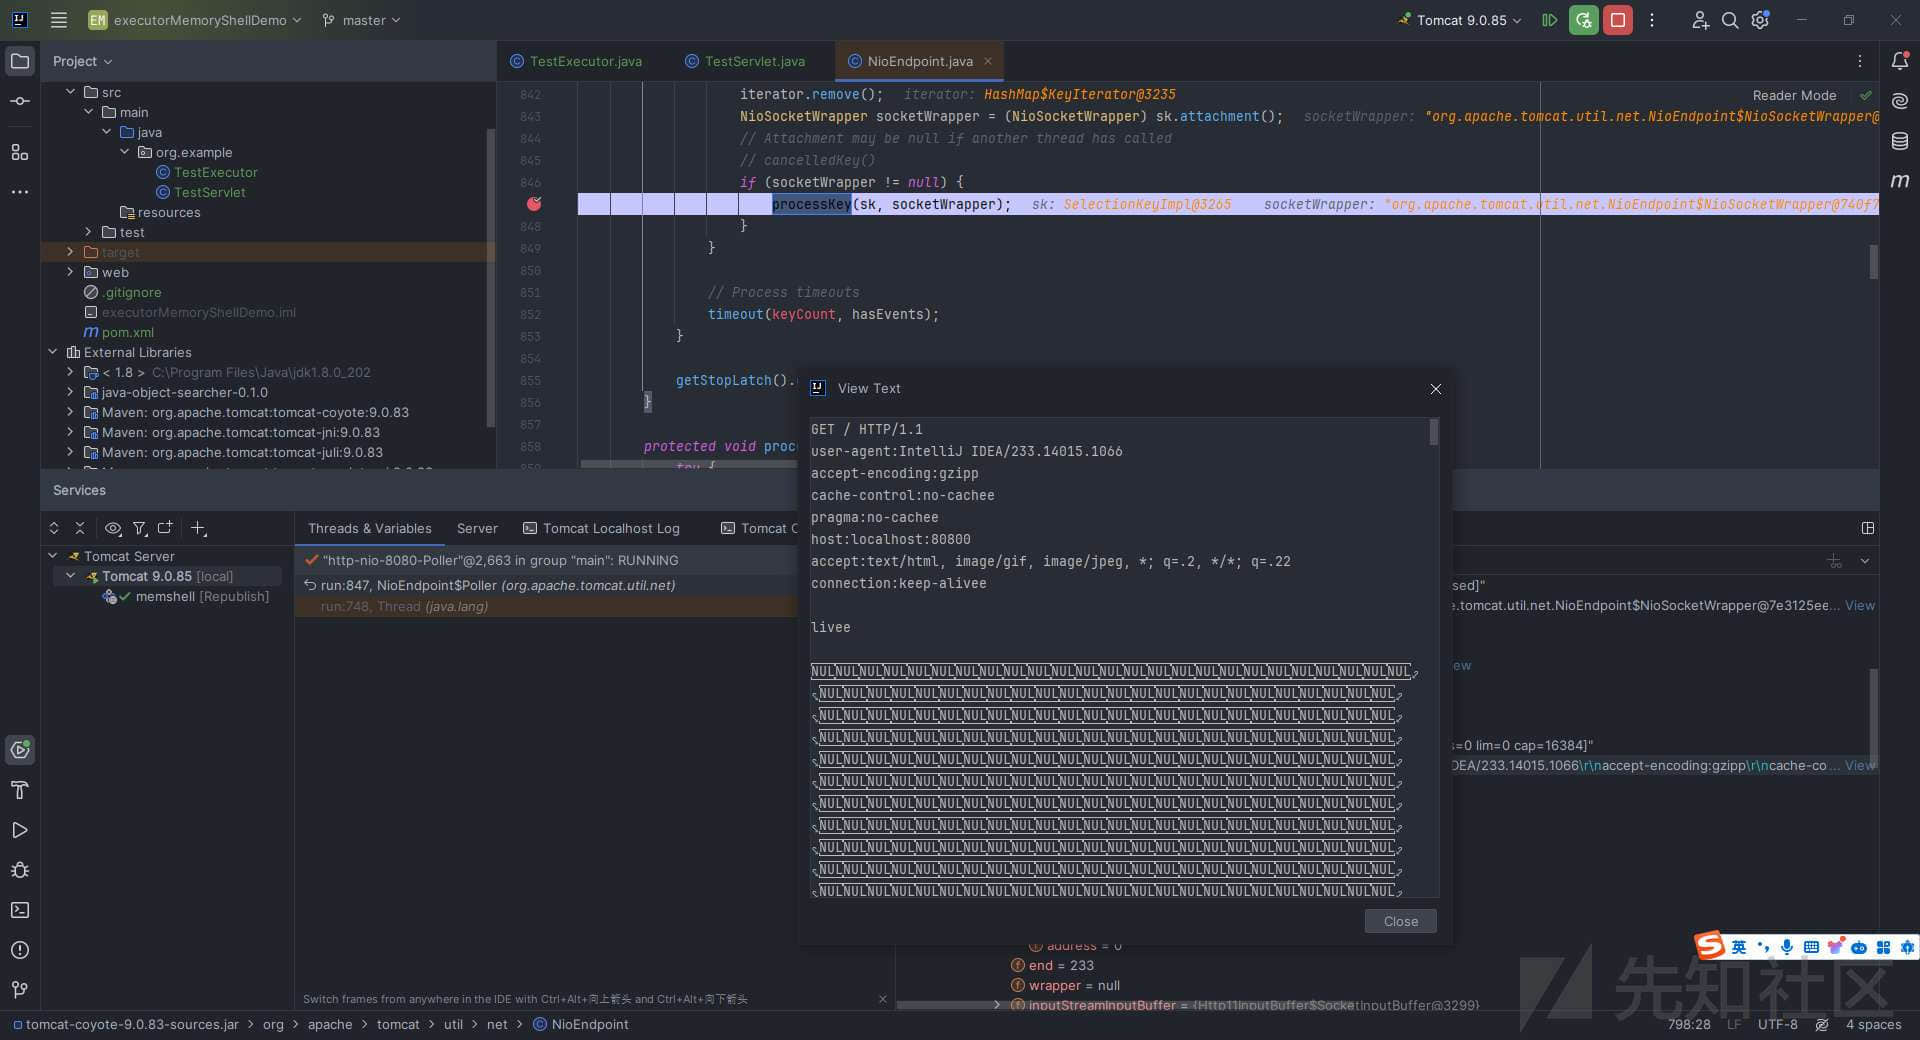 EM executorMemoryShellDemo master Tomcat 9.0.85
Project
src
main
java
org.example
TestExecutor
TestServlet
resources
test
target
web
.gitignore
executorMemoryShellDemo.iml
pom.xml
External Libraries
< 1.8 > C:\Program Files\Java\jdk1.8.0_202
java-object-searcher-0.1.0
Maven: org.apache.tomcat:tomcat-coyote:9.0.83
Maven: org.apache.tomcat:tomcat-jni:9.0.83
Maven: org.apache.tomcat:tomcat-juli:9.0.83
TestExecutor.java TestServlet.java NioEndpoint.java
Reader Mode
842 iterator.remove(); iterator: HashMap$KeyIterator@3235
843 NioSocketWrapper socketWrapper = (NioSocketWrapper) sk.attachment(); socketWrapper: "org.apache.tomcat.util.net.NioEndpoint$NioSocketWrapper@
844 // Attachment may be null if another thread has called
845 // cancelledKey()
846 if (socketWrapper != null) {
processKey(sk, socketWrapper); sk: SelectionKeyImpl@3265 socketWrapper: "org.apache.tomcat.util.net.NioEndpoint$NioSocketWrapper@740f7
848 }
849 }
850
851 // Process timeouts
852 timeout(keyCount, hasEvents);
853 }
854
855 getStopLatch().
856 }
857
858 protected void proc
859 try {
Services
Threads & Variables Server Tomcat Localhost Log Tomcat C
Tomcat Server
Tomcat 9.0.85 [local]
memshell [Republish]
"http-nio-8080-Poller"@2,663 in group "main": RUNNING
run:847, NioEndpoint$Poller (org.apache.tomcat.util.net)
run:748, Thread (java.lang)
View Text
GET / HTTP/1.1
user-agent:IntelliJ IDEA/233.14015.1066
accept-encoding:gzipp
cache-control:no-cachee
pragma:no-cachee
host:localhost:80800
accept:text/html, image/gif, image/jpeg, *; q=.2, */*; q=.22
connection:keep-alivee
livee
NULNULNULNULNULNULNULNULNULNULNULNULNULNULNULNULNULNULNULNULNULNULNULNULNUL
NULNULNULNULNULNULNULNULNULNULNULNULNULNULNULNULNULNULNULNULNULNULNULNUL
NULNULNULNULNULNULNULNULNULNULNULNULNULNULNULNULNULNULNULNULNULNULNULNUL
NULNULNULNULNULNULNULNULNULNULNULNULNULNULNULNULNULNULNULNULNULNULNULNUL
NULNULNULNULNULNULNULNULNULNULNULNULNULNULNULNULNULNULNULNULNULNULNULNUL
NULNULNULNULNULNULNULNULNULNULNULNULNULNULNULNULNULNULNULNULNULNULNULNUL
NULNULNULNULNULNULNULNULNULNULNULNULNULNULNULNULNULNULNULNULNULNULNULNUL
NULNULNULNULNULNULNULNULNULNULNULNULNULNULNULNULNULNULNULNULNULNULNULNUL
NULNULNULNULNULNULNULNULNULNULNULNULNULNULNULNULNULNULNULNULNULNULNULNUL
NULNULNULNULNULNULNULNULNULNULNULNULNULNULNULNULNULNULNULNULNULNULNULNUL
NULNULNULNULNULNULNULNULNULNULNULNULNULNULNULNULNULNULNULNULNULNULNULNUL
Close
sed]"
.tomcat.util.net.NioEndpoint$NioSocketWrapper@7e3125ee... View
ew
s=0 lim=0 cap=16384]"
DEA/233.14015.1066\r\naccept-encoding:gzipp\r\ncache-co... View
address = 0
end = 233
wrapper = null
inputStreamInputBuffer = {Http11InputBuffer$SocketInputBuffer@3299}
Switch frames from anywhere in the IDE with Ctrl+Alt+向上箭头 and Ctrl+Alt+向下箭头
英
先知社区
tomcat-coyote-9.0.83-sources.jar > org > apache > tomcat > util > net > NioEndpoint
798:28 LF UTF-8 4 spaces